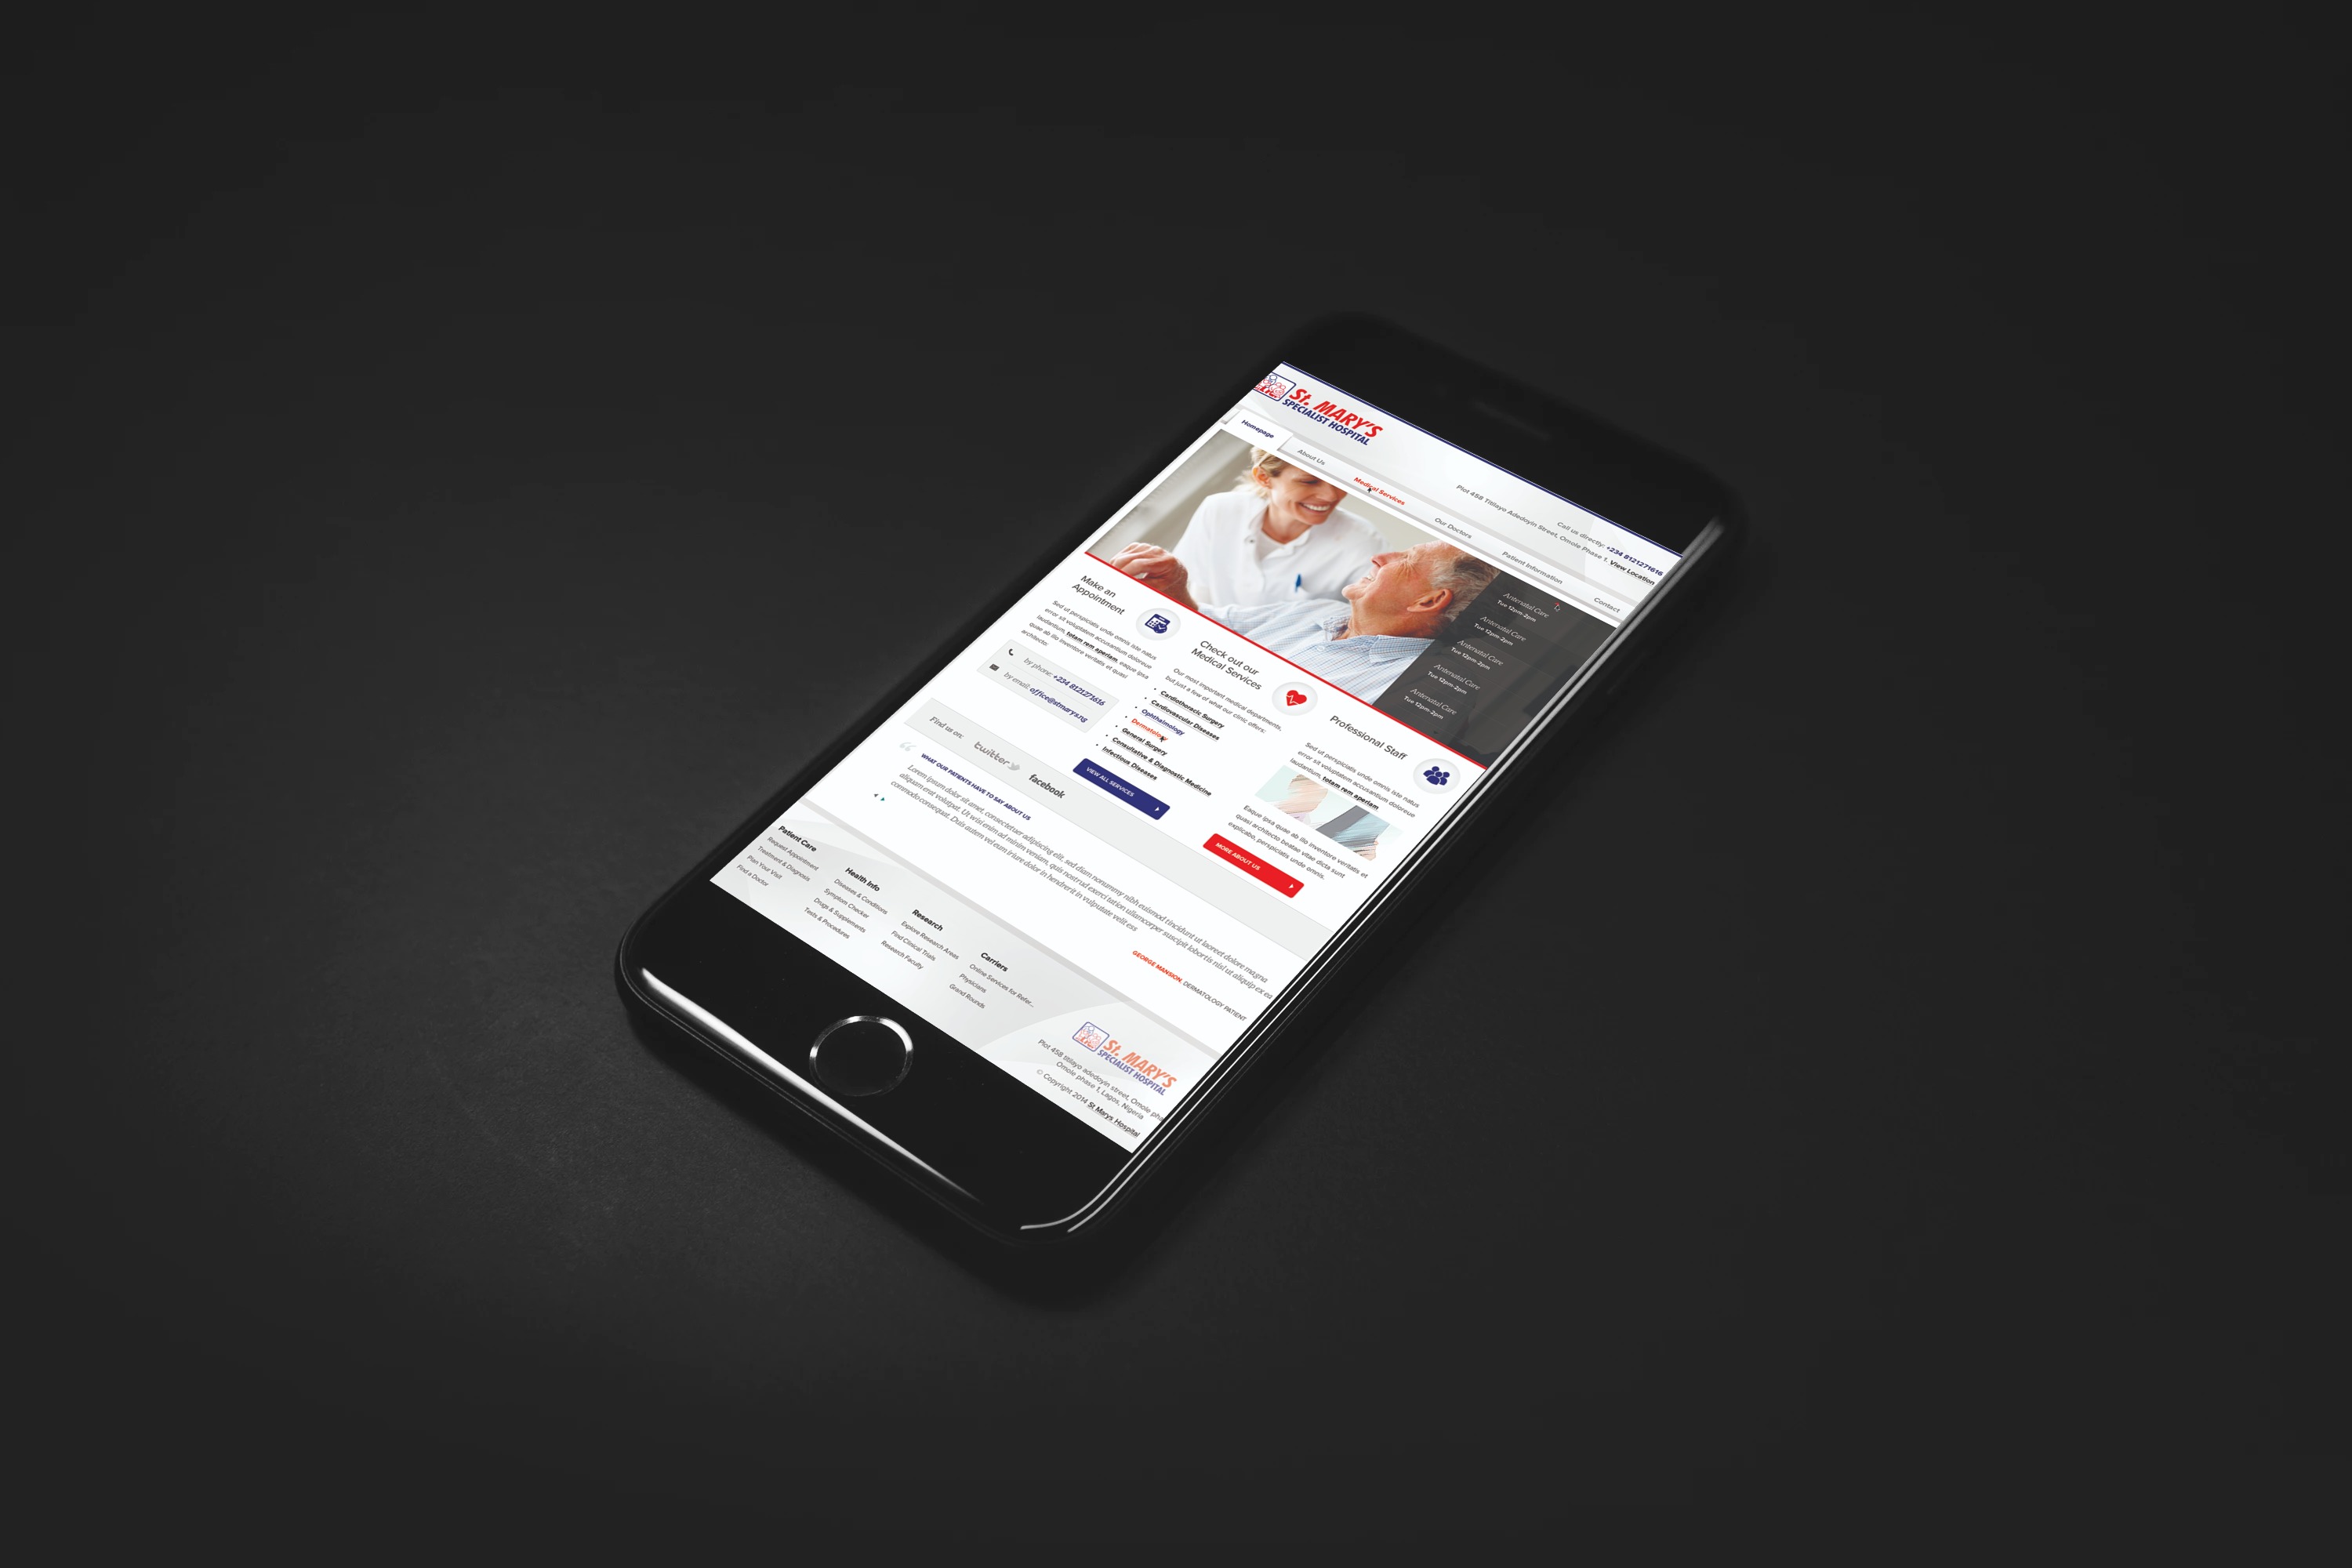 St. MARY'S
SPECIALIST HOSPITAL
Call us directly: +234 8121271616
Plot 458 Titilayo Adedoyin Street, Omole Phase 1. View Location
Homepage
About Us
Medical Services
Our Doctors
Patient Information
Contact
Antenatal Care
Tue 12pm-2pm
Antenatal Care
Tue 12pm-2pm
Antenatal Care
Tue 12pm-2pm
Antenatal Care
Tue 12pm-2pm
Antenatal Care
Tue 12pm-2pm
Make an
Appointment
Sed ut perspiciatis unde omnis iste natus
error sit voluptatem accusantium doloreue
laudantium, totam rem aperiam, eaque ipsa
quae ab illo inventore veritatis et quasi
architecto.
by phone: +234 8121271616
by email: office@stmarys.ng
Check out our
Medical Services
Our most important medical departments,
but just a few of what our clinic offers:
Cardiothoracic Surgery
Cardiovascular Diseases
Ophthalmology
Dermatology
General Surgery
Consultative & Diagnostic Medicine
Infectious Diseases
VIEW ALL SERVICES
Professional Staff
Sed ut perspiciatis unde omnis iste natus
error sit voluptatem accusantium doloreue
laudantium, totam rem aperiam
Eaque ipsa quae ab illo inventore veritatis et
quasi architecto beatae vitae dicta sunt
explicabo, perspiciatis unde omnis.
MORE ABOUT US
Find us on:
twitter
facebook
WHAT OUR PATIENTS HAVE TO SAY ABOUT US
Lorem ipsum dolor sit amet, consectetuer adipiscing elit, sed diam nonummy nibh euismod tincidunt ut laoreet dolore magna
aliquam erat volutpat. Ut wisi enim ad minim veniam, quis nostrud exerci tation ullamcorper suscipit lobortis nisl ut aliquip ex ea
commodo consequat. Duis autem vel eum iriure dolor in hendrerit in vulputate velit ess
GEORGE MANSION, DERMATOLOGY PATIENT
Patient Care
Request Appointment
Treatment & Diagnosis
Plan Your Visit
Find a Doctor
Health Info
Diseases & Conditions
Symptom Checker
Drugs & Supplements
Tests & Procedures
Research
Explore Research Areas
Find Clinical Trials
Research Faculty
Carriers
Online Services for Refer...
Physicians
Grand Rounds
St. MARY'S
SPECIALIST HOSPITAL
Plot 458 titilayo adedoyin street, Omole pha
Omole phase 1, Lagos, Nigeria
© Copyright 2014 St Marys Hospital